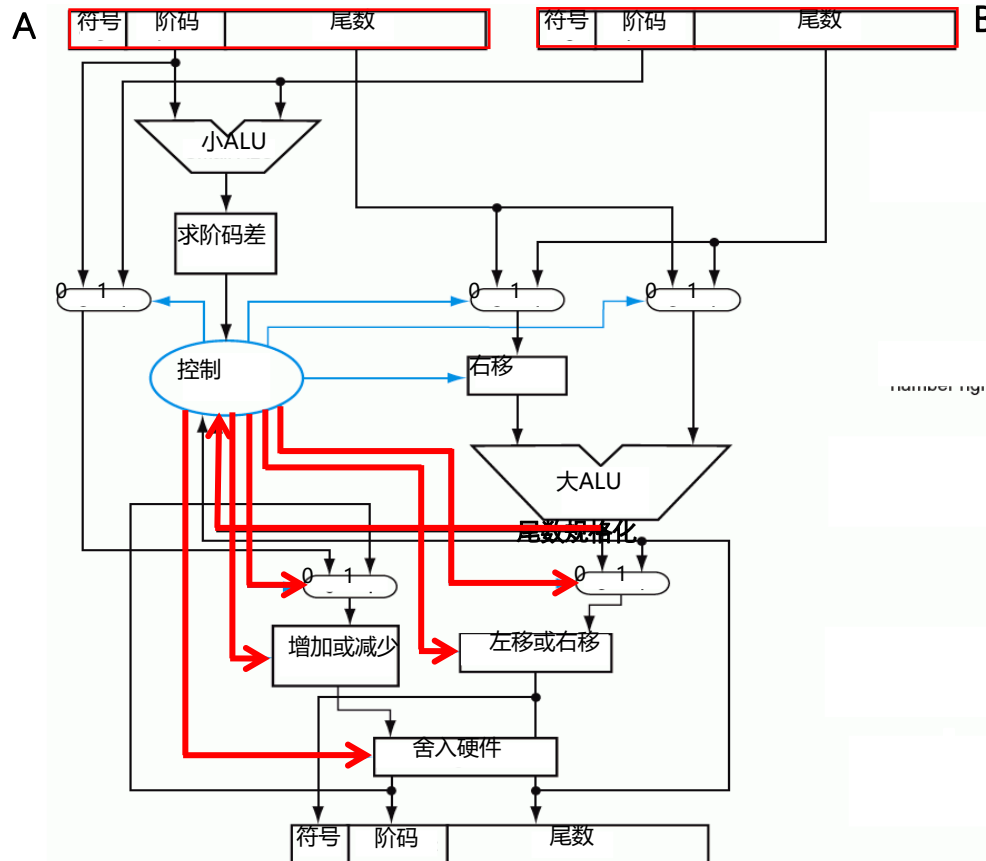 A
符号 阶码 尾数
符号 阶码 尾数
小ALU
求阶码差
0 1
0 1
0 1
控制
右移
大ALU
尾数规格化
0 1
0 1
增加或减少
左移或右移
舍入硬件
符号 阶码 尾数